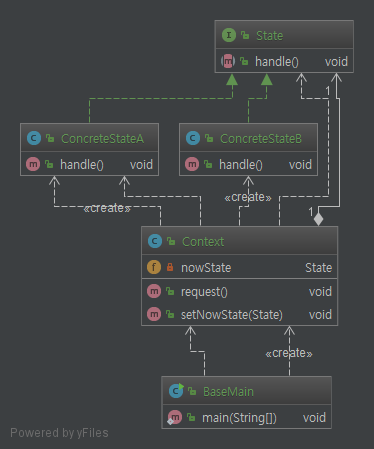 I State
m handle() void
1
C ConcreteStateA
m handle() void
C ConcreteStateB
m handle() void
«create»
«create»
1
C Context
f nowState State
m request() void
m setNowState(State) void
«create»
C BaseMain
m main(String[]) void
Powered by yFiles